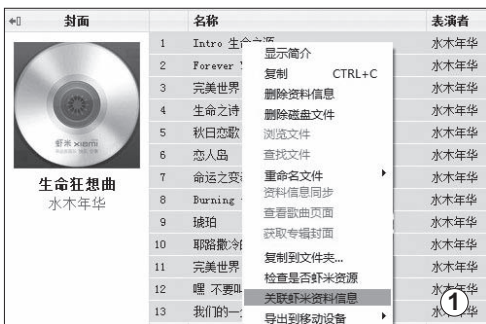 封面 名称 表演者
虾米 xiami
生命狂想曲
水木年华
1 Intro 生命之源 水木年华
2 Forever 水木年华
3 完美世界 水木年华
4 生命之诗 水木年华
5 秋日恋歌 水木年华
6 恋人岛 水木年华
7 命运之变 水木年华
8 Burning 水木年华
9 琥珀 水木年华
10 耶路撒冷 水木年华
11 完美世界 水木年华
12 嘿 不要叫 水木年华
13 我们的一 水木年华
显示简介
复制 CTRL+C
删除资料信息
删除磁盘文件
浏览文件
查找文件
重命名文件
资料信息同步
查看歌曲页面
获取专辑封面
复制到文件夹...
检查是否虾米资源
关联虾米资料信息
导出到移动设备
1